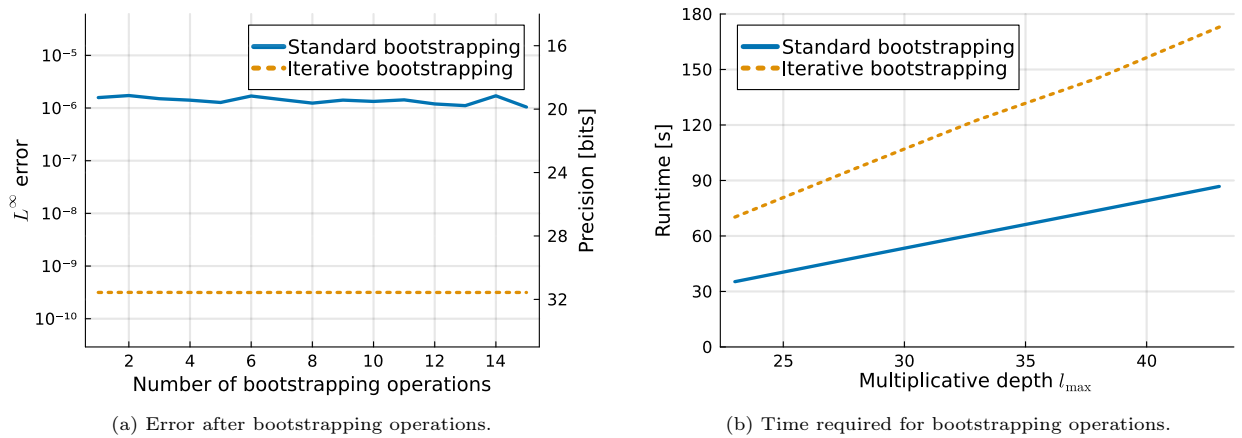 Standard bootstrapping
Iterative bootstrapping
10⁻⁵
10⁻⁶
10⁻⁷
10⁻⁸
10⁻⁹
10⁻¹⁰
L^∞ error
16
20
24
28
32
Precision [bits]
2 4 6 8 10 12 14
Number of bootstrapping operations
(a) Error after bootstrapping operations.
Standard bootstrapping
Iterative bootstrapping
180
150
120
90
60
30
0
Runtime [s]
25 30 35 40
Multiplicative depth l_max
(b) Time required for bootstrapping operations.